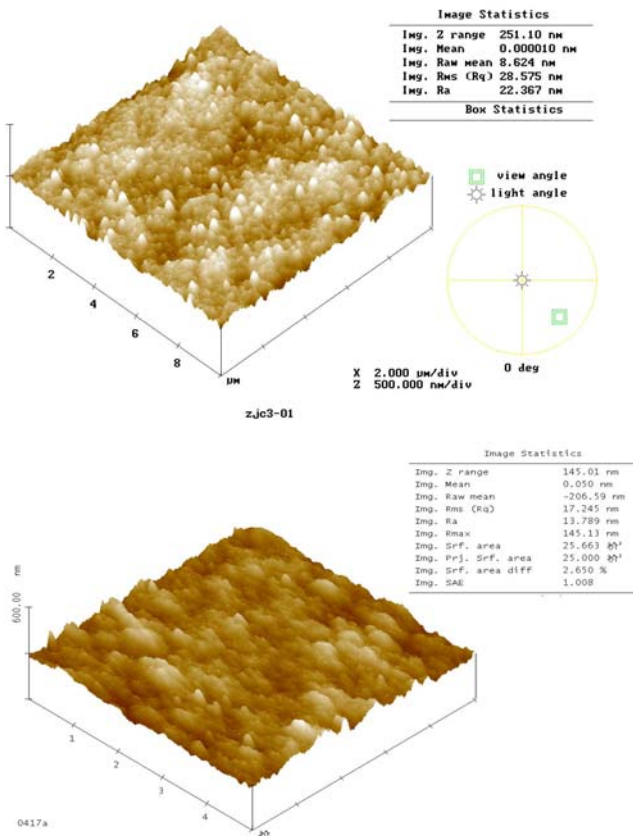 Image Statistics
Img. Z range 251.10 nm
Img. Mean 0.000010 nm
Img. Raw mean 8.624 nm
Img. Rms (Rq) 28.575 nm
Img. Ra 22.367 nm
Box Statistics
view angle
light angle
2
4
6
8
µm
X 2.000 µm/div
Z 500.000 nm/div
0 deg
zjc3-01
Image Statistics
Img. Z range 145.01 nm
Img. Mean 0.050 nm
Img. Raw mean -206.59 nm
Img. Rms (Rq) 17.245 nm
Img. Ra 13.789 nm
Img. Rmax 145.13 nm
Img. Srf. area 25.663
Img. Prj. Srf. area 25.000
Img. Srf. area diff 2.650 %
Img. SAE 1.008
600.00 nm
1
2
3
4
0417a